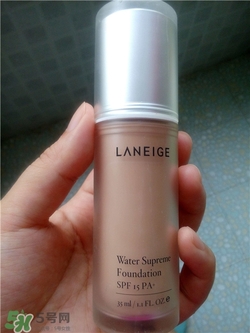 LANEIGE
Water Supreme
Foundation
SPF 15 PA+
35 ml / 1.2 FL. OZ. ℮
5号网